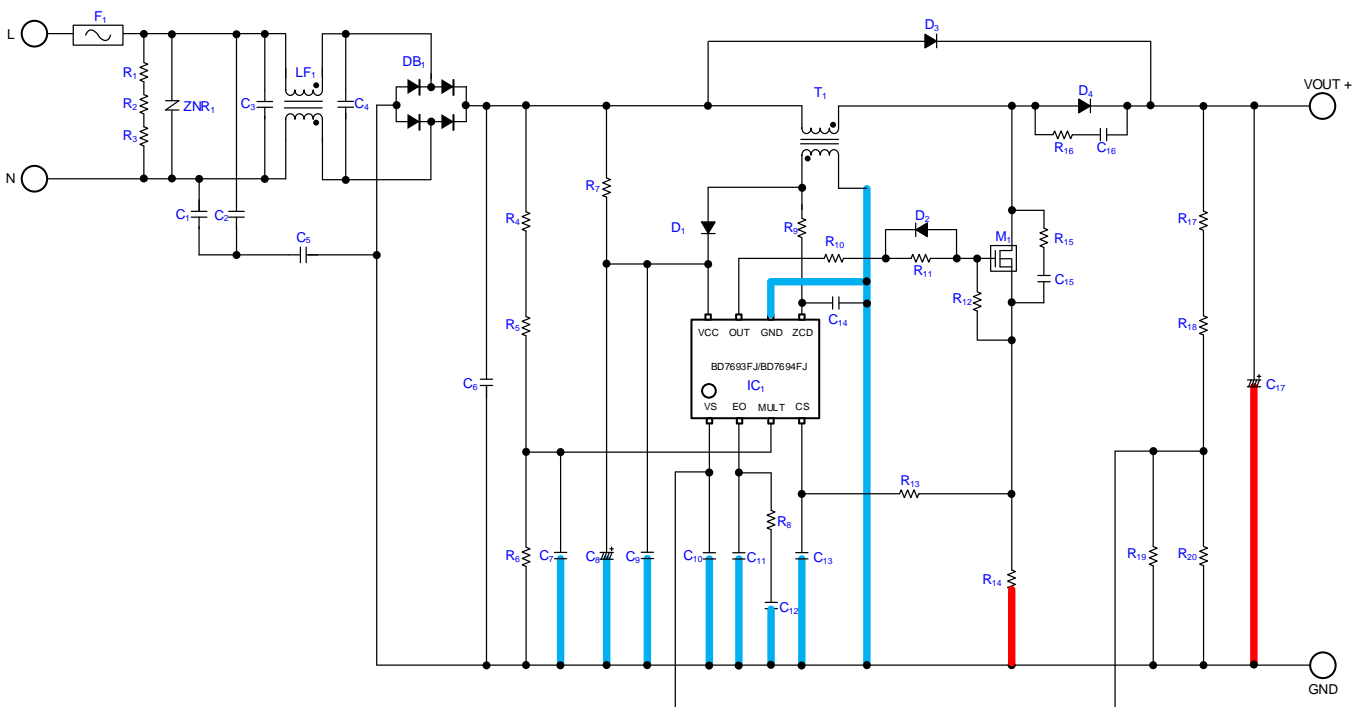 F1
L
D3
R1
R2
R3
ZNR1
C3
LF1
C4
DB1
T1
D4
VOUT +
R16
C16
N
C1
C2
C5
R7
R4
D1
R9
D2
R10
R11
M1
R15
C15
R12
R17
R5
C14
R18
VCC
OUT
GND
ZCD
BD7693FJ/BD7694FJ
IC1
VS
EO
MULT
CS
C6
C17
R13
R8
R6
C7
C8
C9
C10
C11
C12
C13
R14
R19
R20
+
+
GND